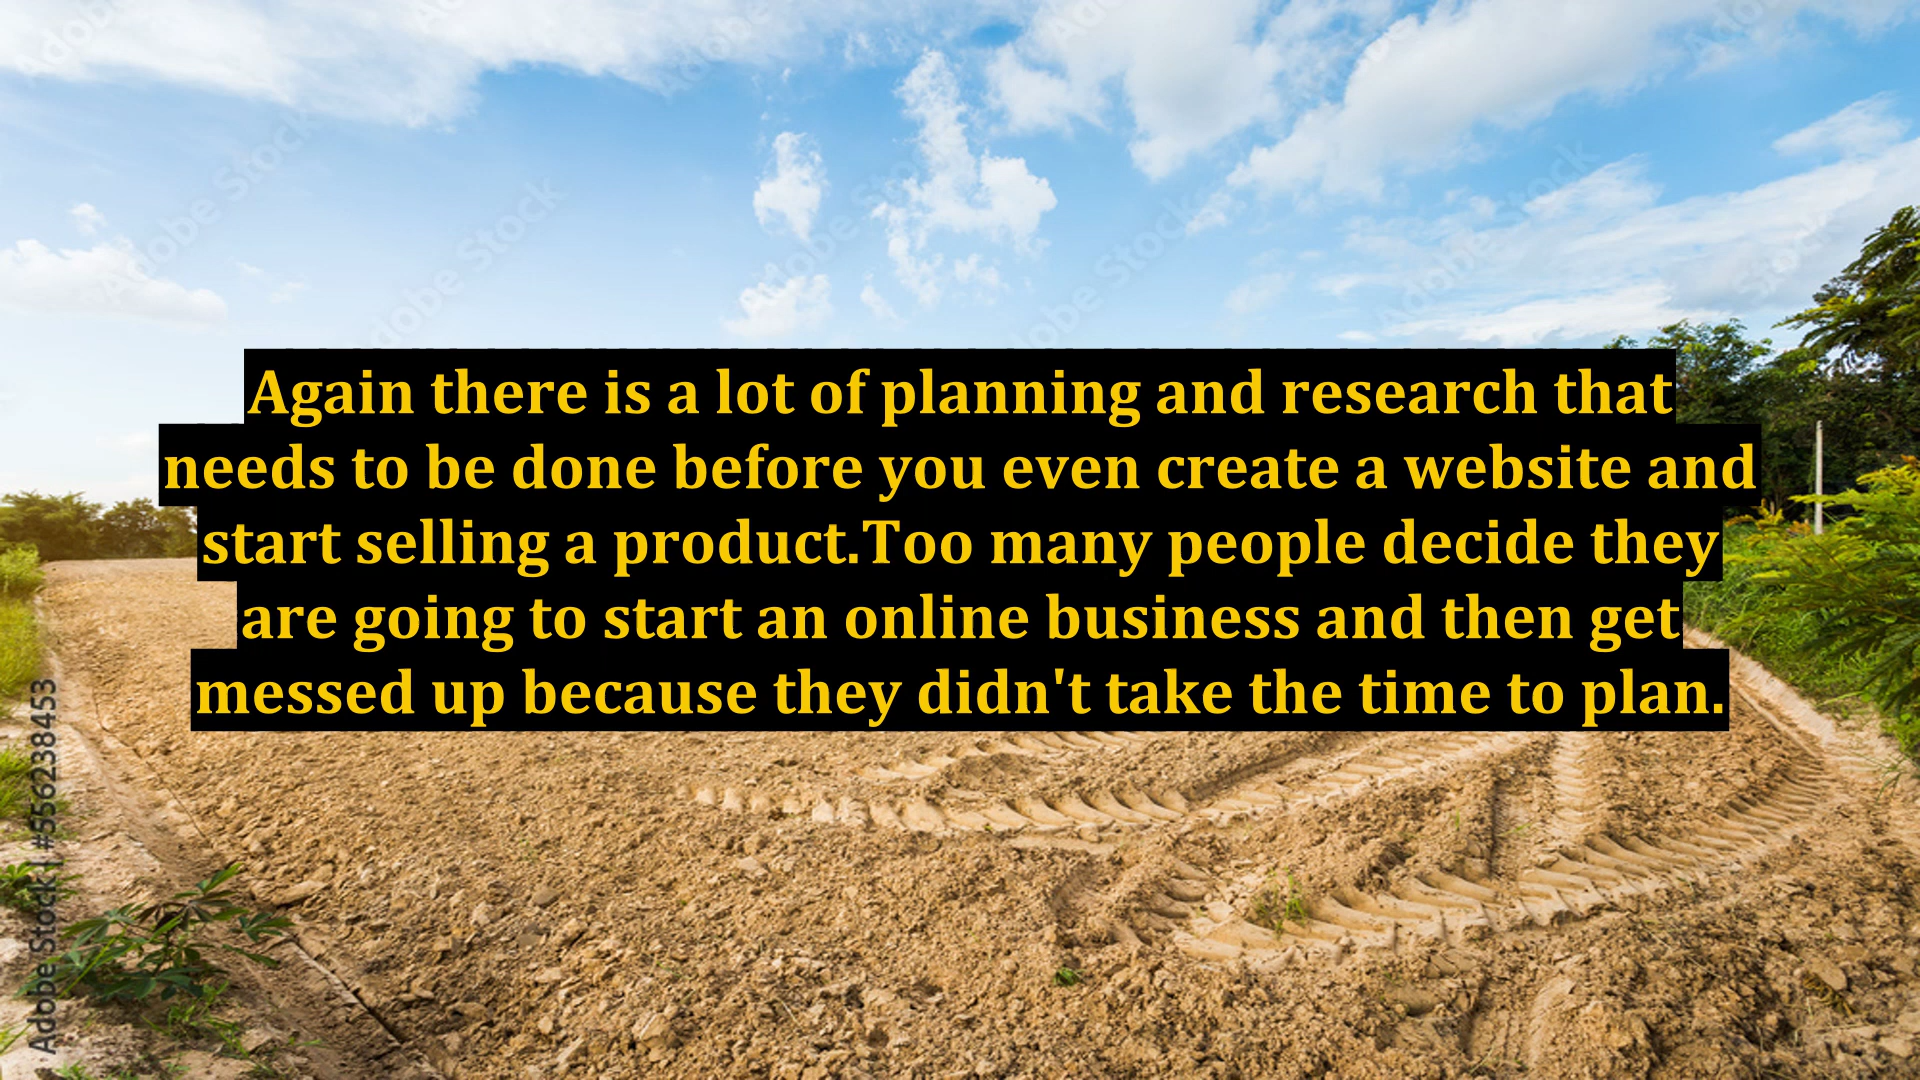 Again there is a lot of planning and research that
needs to be done before you even create a website and
start selling a product.Too many people decide they
are going to start an online business and then get
messed up because they didn't take the time to plan.
Adobe Stock | #556238453